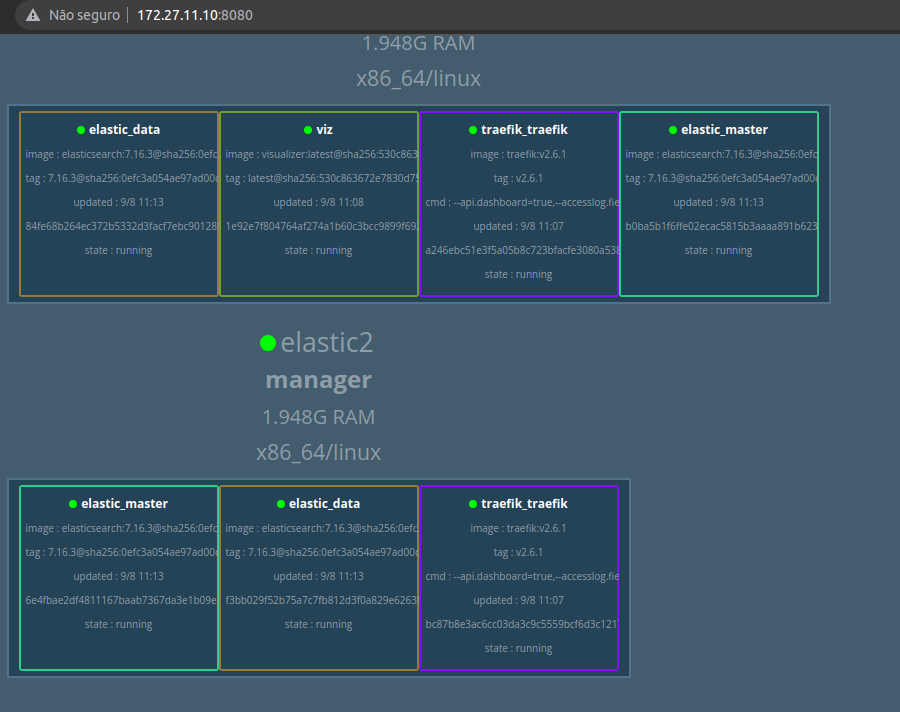 Não seguro | 172.27.11.10:8080
1.948G RAM
x86_64/linux
elastic_data
image : elasticsearch:7.16.3@sha256:0efc
tag : 7.16.3@sha256:0efc3a054ae97ad00
updated : 9/8 11:13
84fe68b264ec372b5332d3facf7ebc90128
state : running
viz
image : visualizer:latest@sha256:530c863
tag : latest@sha256:530c863672e7830d7
updated : 9/8 11:08
1e92e7f804764af274a1b60c3bcc9899f69
state : running
traefik_traefik
image : traefik:v2.6.1
tag : v2.6.1
cmd : --api.dashboard=true,--accesslog.fie
updated : 9/8 11:07
a246ebc51e3f5a05b8c723bfacfe3080a538
state : running
elastic_master
image : elasticsearch:7.16.3@sha256:0efc
tag : 7.16.3@sha256:0efc3a054ae97ad00
updated : 9/8 11:13
b0ba5b1f6ffe02ecac5815b3aaaa891b623
state : running
elastic2
manager
1.948G RAM
x86_64/linux
elastic_master
image : elasticsearch:7.16.3@sha256:0efc
tag : 7.16.3@sha256:0efc3a054ae97ad00
updated : 9/8 11:13
6e4fbae2df4811167baab7367da3e1b09e
state : running
elastic_data
image : elasticsearch:7.16.3@sha256:0efc
tag : 7.16.3@sha256:0efc3a054ae97ad00
updated : 9/8 11:13
f3bb029f52b75a7c7fb812d3f0a829e6263
state : running
traefik_traefik
image : traefik:v2.6.1
tag : v2.6.1
cmd : --api.dashboard=true,--accesslog.fie
updated : 9/8 11:07
bc87b8e3ac6cc03da3c9c5559bcf6d3c121
state : running